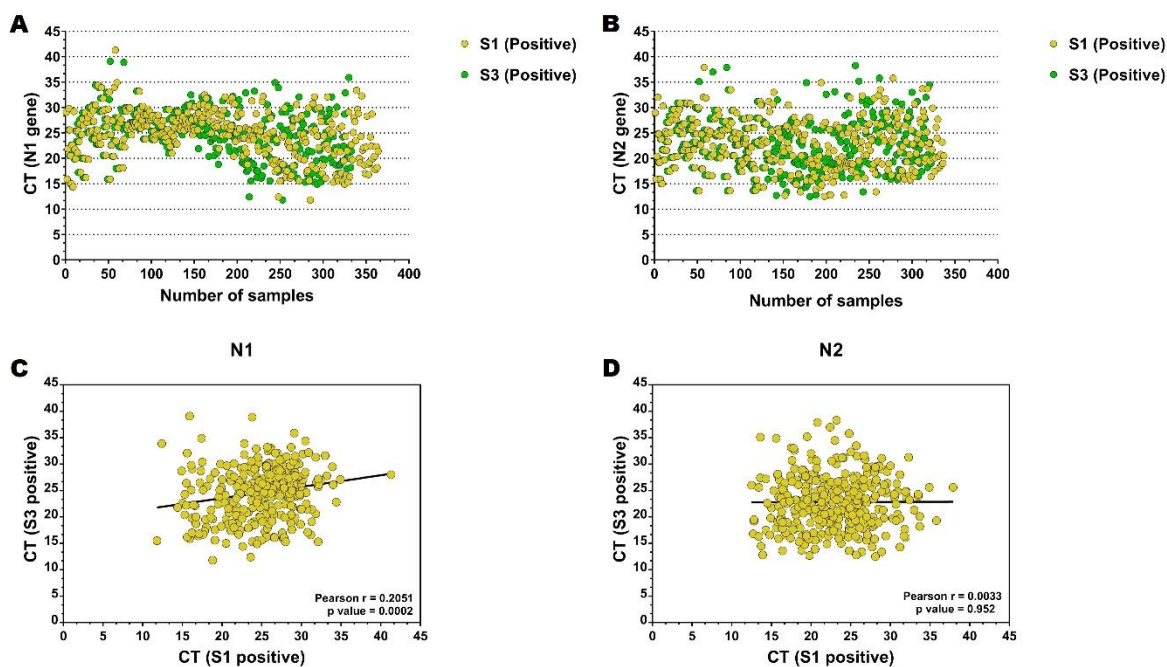 A
45
40
35
30
25
20
15
10
5
0
CT (N1 gene)
0 50 100 150 200 250 300 350 400
Number of samples
S1 (Positive)
S3 (Positive)
B
45
40
35
30
25
20
15
10
5
0
CT (N2 gene)
0 50 100 150 200 250 300 350 400
Number of samples
S1 (Positive)
S3 (Positive)
C
N1
45
40
35
30
25
20
15
10
5
0
CT (S3 positive)
Pearson r = 0.2051
p value = 0.0002
0 5 10 15 20 25 30 35 40 45
CT (S1 positive)
D
N2
45
40
35
30
25
20
15
10
5
0
CT (S3 positive)
Pearson r = 0.0033
p value = 0.952
0 5 10 15 20 25 30 35 40 45
CT (S1 positive)